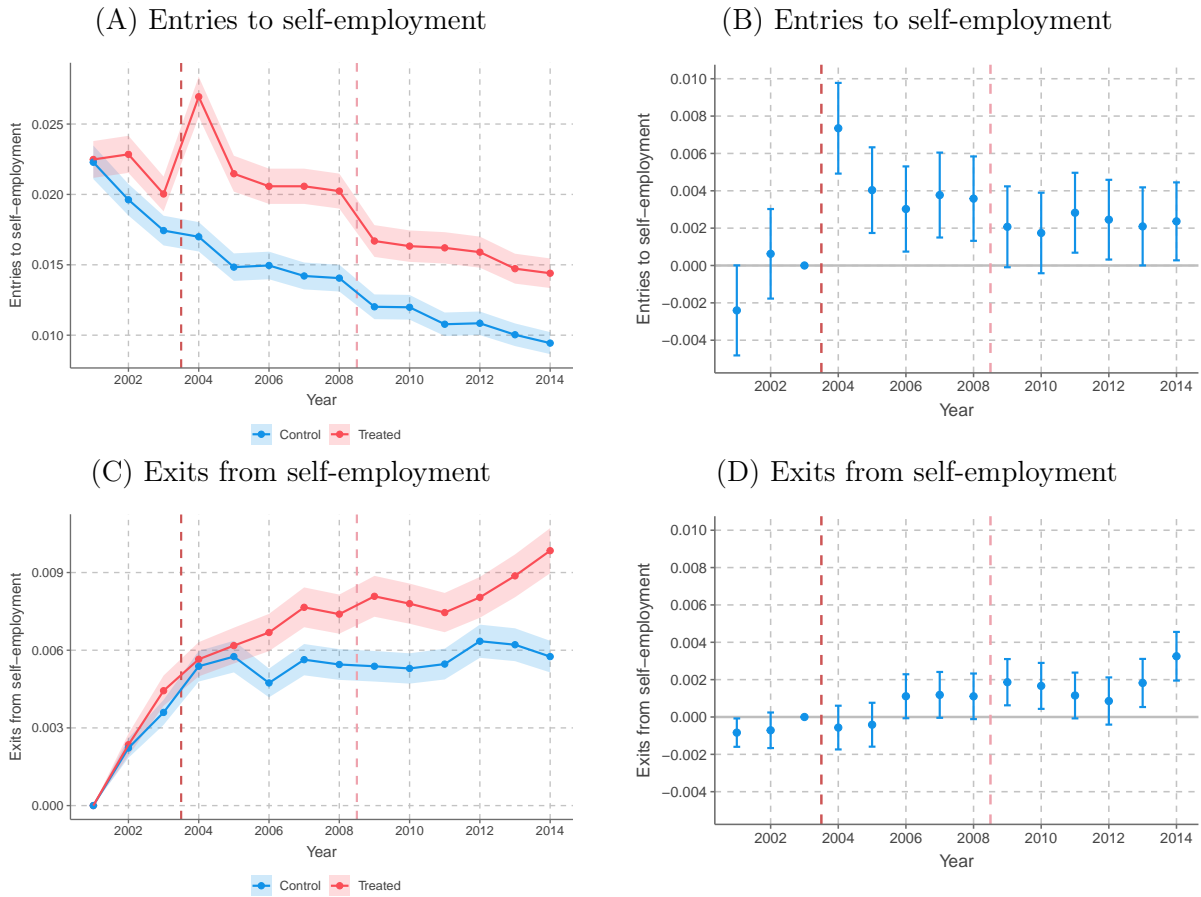 (A) Entries to self-employment
Entries to self−employment
0.025
0.020
0.015
0.010
2002 2004 2006 2008 2010 2012 2014
Year
Control Treated
(B) Entries to self-employment
Entries to self−employment
0.010
0.008
0.006
0.004
0.002
0.000
−0.002
−0.004
2002 2004 2006 2008 2010 2012 2014
Year
(C) Exits from self-employment
Exits from self−employment
0.009
0.006
0.003
0.000
2002 2004 2006 2008 2010 2012 2014
Year
Control Treated
(D) Exits from self-employment
Exits from self−employment
0.010
0.008
0.006
0.004
0.002
0.000
−0.002
−0.004
2002 2004 2006 2008 2010 2012 2014
Year